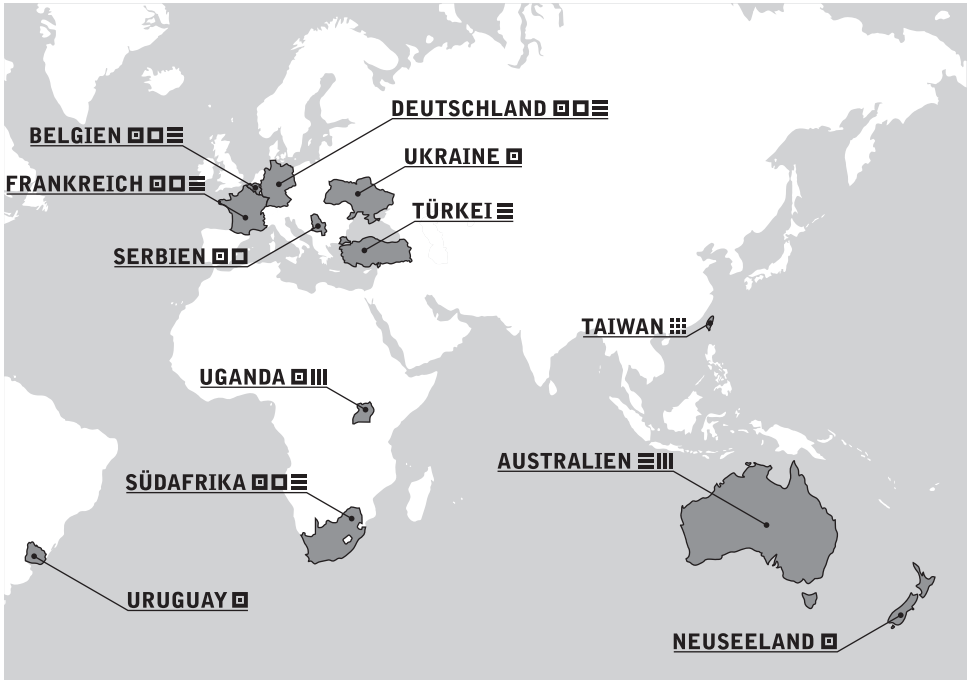 DEUTSCHLAND
BELGIEN
UKRAINE
FRANKREICH
TÜRKEI
SERBIEN
TAIWAN
UGANDA
AUSTRALIEN
SÜDAFRIKA
URUGUAY
NEUSEELAND